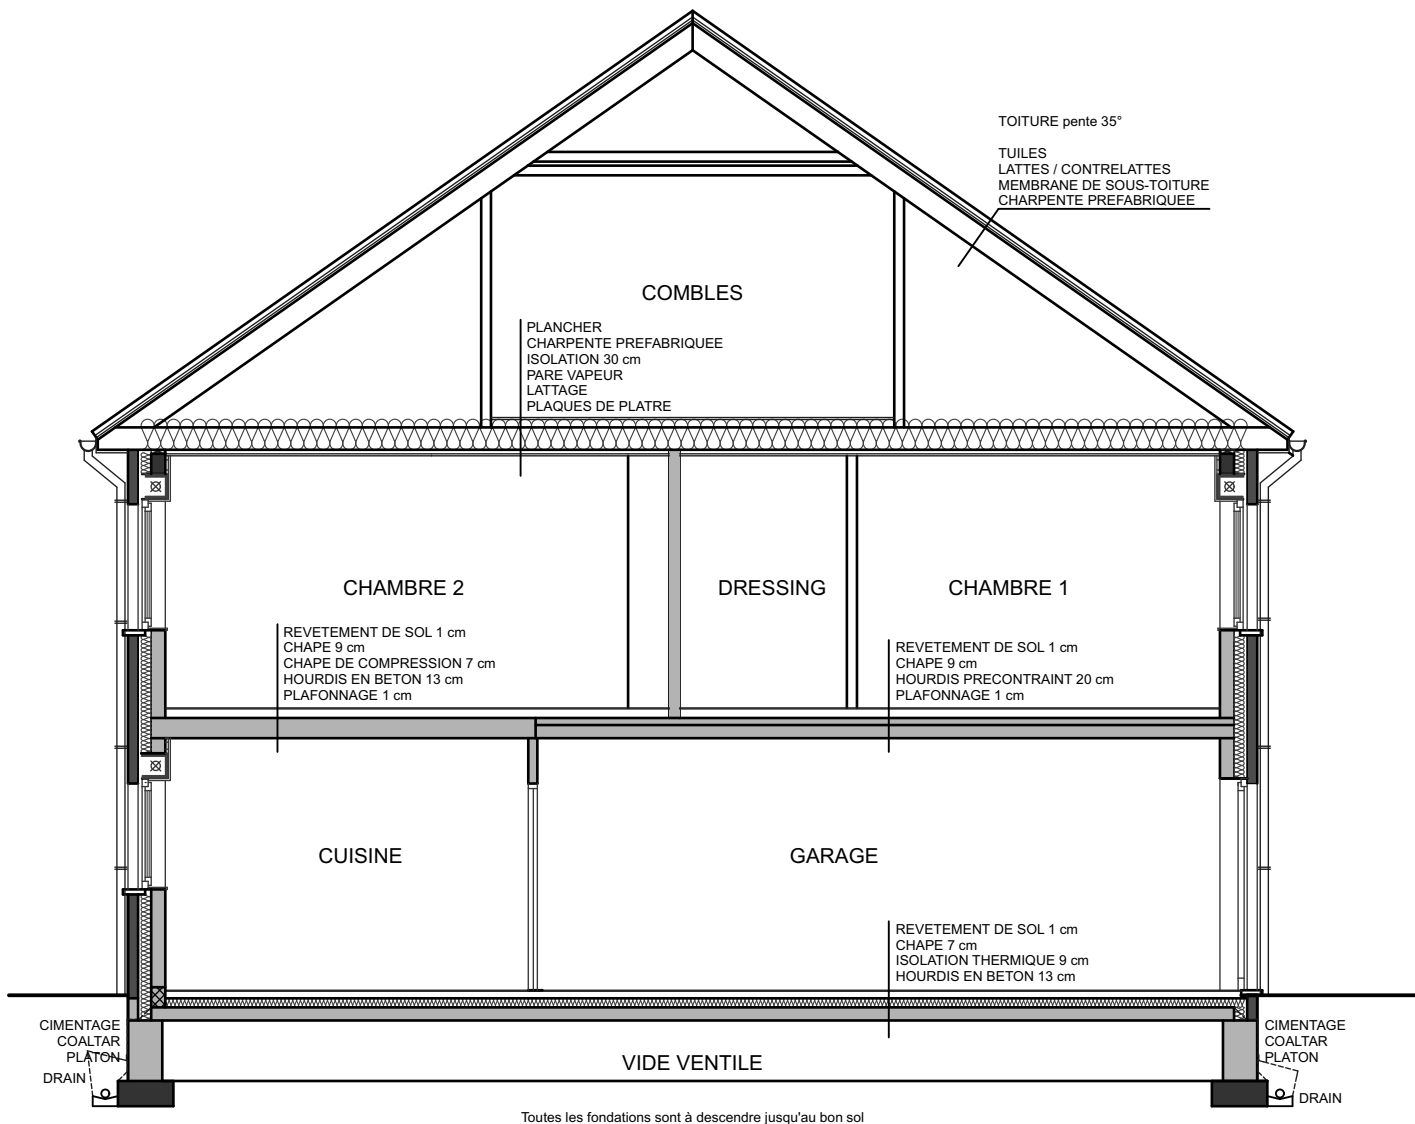 TOITURE pente 35°
TUILES
LATTES / CONTRELATTES
MEMBRANE DE SOUS-TOITURE
CHARPENTE PREFABRIQUEE
COMBLES
PLANCHER
CHARPENTE PREFABRIQUEE
ISOLATION 30 cm
PARE VAPEUR
LATTAGE
PLAQUES DE PLATRE
CHAMBRE 2
DRESSING
CHAMBRE 1
REVETEMENT DE SOL 1 cm
CHAPE 9 cm
CHAPE DE COMPRESSION 7 cm
HOURDIS EN BETON 13 cm
PLAFONNAGE 1 cm
REVETEMENT DE SOL 1 cm
CHAPE 9 cm
HOURDIS PRECONTRAINT 20 cm
PLAFONNAGE 1 cm
CUISINE
GARAGE
REVETEMENT DE SOL 1 cm
CHAPE 7 cm
ISOLATION THERMIQUE 9 cm
HOURDIS EN BETON 13 cm
CIMENTAGE
COALTAR
PLATON
DRAIN
VIDE VENTILE
CIMENTAGE
COALTAR
PLATON
DRAIN
Toutes les fondations sont à descendre jusqu'au bon sol